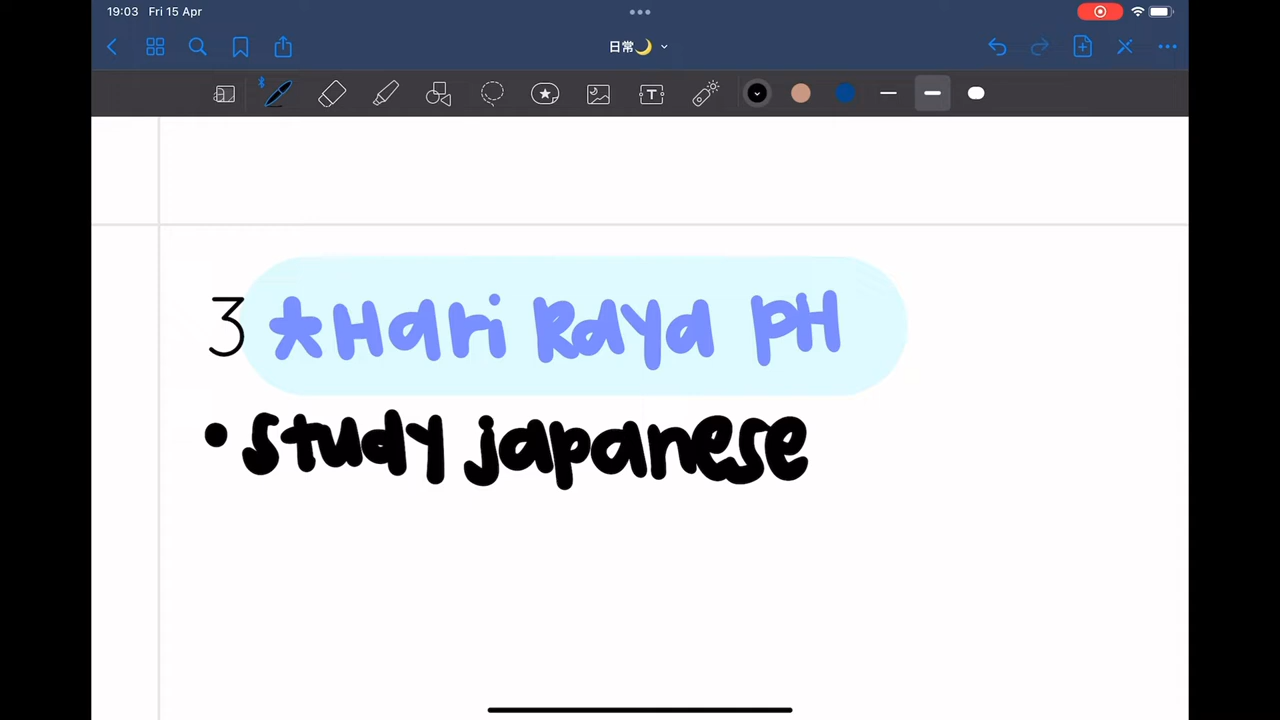 19:03 Fri 15 Apr
日常🌙
3 *Hari Raya PH
• study japanese